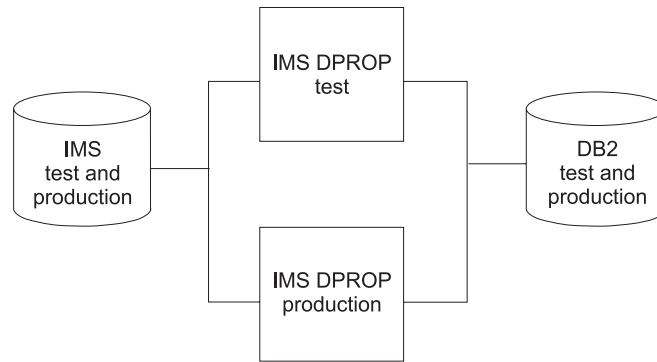 IMS DPROP
test
IMS
test and
production
DB2
test and
production
IMS DPROP
production